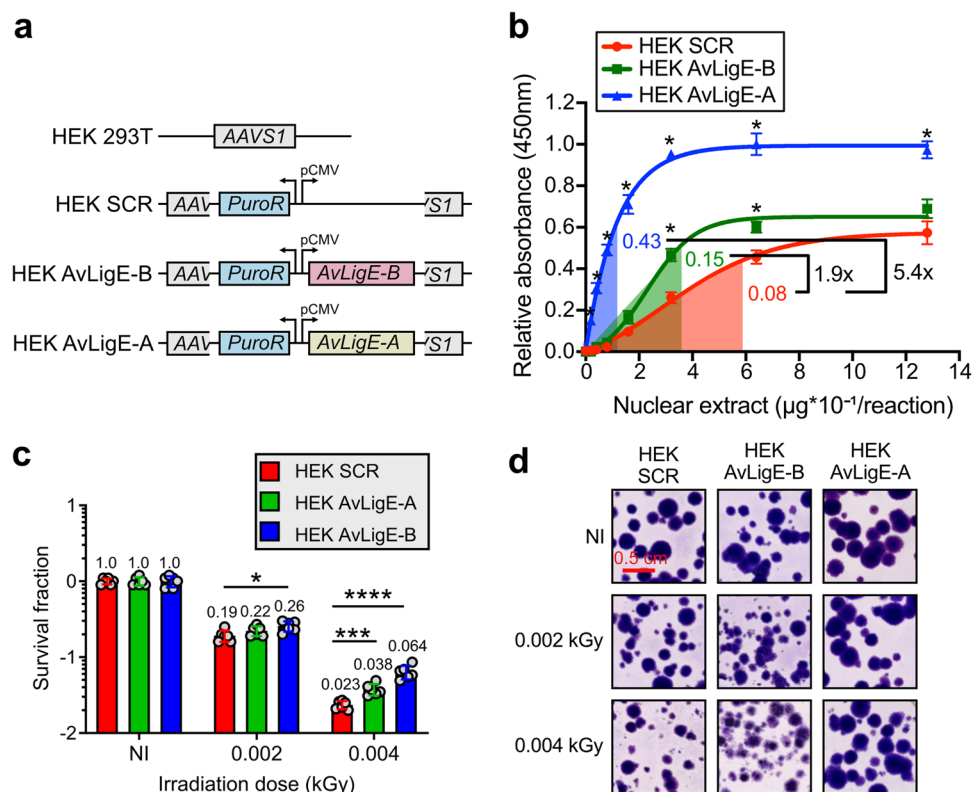 a
HEK 293T
AAVS1
HEK SCR
AAV
PuroR
pCMV
S1
HEK AvLigE-B
AAV
PuroR
pCMV
AvLigE-B
S1
HEK AvLigE-A
AAV
PuroR
pCMV
AvLigE-A
S1
b
HEK SCR
HEK AvLigE-B
HEK AvLigE-A
Relative absorbance (450nm)
1.2
1.0
0.8
0.6
0.4
0.2
0.0
* * * * * * * * * *
0.43
0.15
0.08
1.9x
5.4x
0 2 4 6 8 10 12 14
Nuclear extract (µg*10⁻¹/reaction)
c
HEK SCR
HEK AvLigE-A
HEK AvLigE-B
Survival fraction
1
0
-1
-2
1.0 1.0 1.0
*
0.19 0.22 0.26
****
***
0.023 0.038 0.064
NI 0.002 0.004
Irradiation dose (kGy)
d
HEK SCR
HEK AvLigE-B
HEK AvLigE-A
NI
0.5 cm
0.002 kGy
0.004 kGy